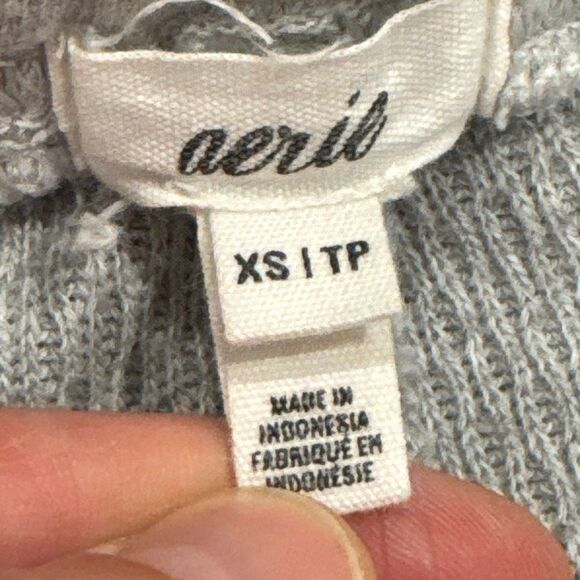 aerie
XS | TP
MADE IN
INDONESIA
FABRIQUÉ EN
INDONÉSIE